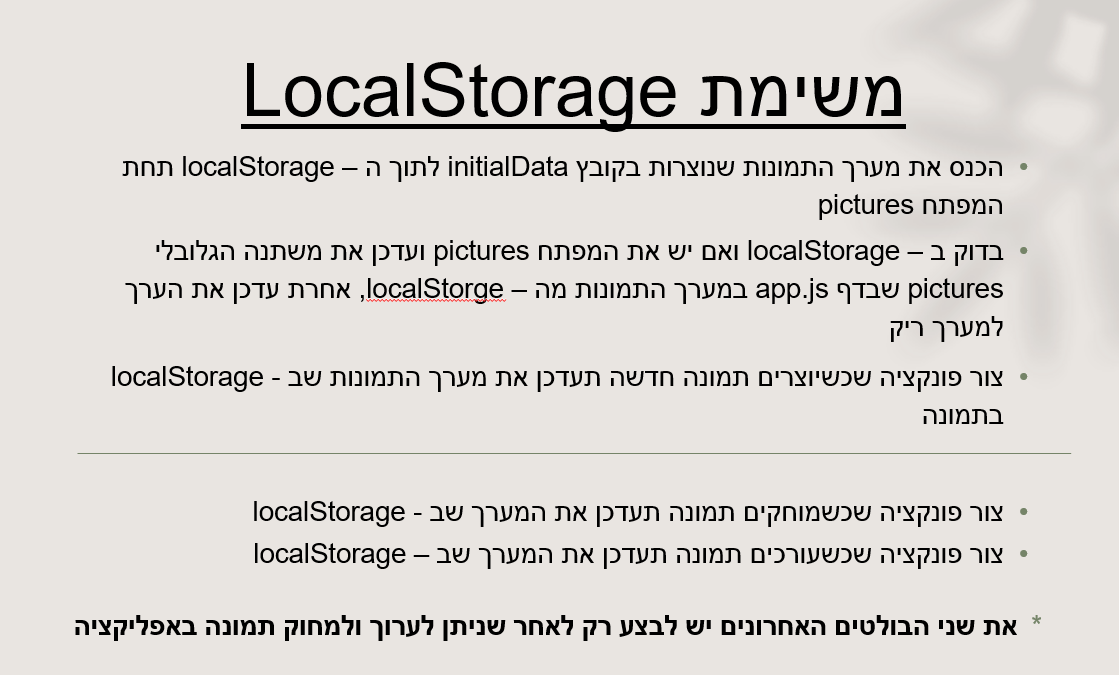 משימת LocalStorage
• הכנס את מערך התמונות שנוצרות בקובץ initialData לתוך ה – localStorage תחת
המפתח pictures
• בדוק ב – localStorage ואם יש את המפתח pictures ועדכן את משתנה הגלובלי
pictures שבדף app.js במערך התמונות מה – localStorge, אחרת עדכן את הערך
למערך ריק
• צור פונקציה שכשיוצרים תמונה חדשה תעדכן את מערך התמונות שב - localStorage
בתמונה
• צור פונקציה שכשמוחקים תמונה תעדכן את המערך שב - localStorage
• צור פונקציה שכשעורכים תמונה תעדכן את המערך שב – localStorage
* את שני הבולטים האחרונים יש לבצע רק לאחר שניתן לערוך ולמחוק תמונה באפליקציה